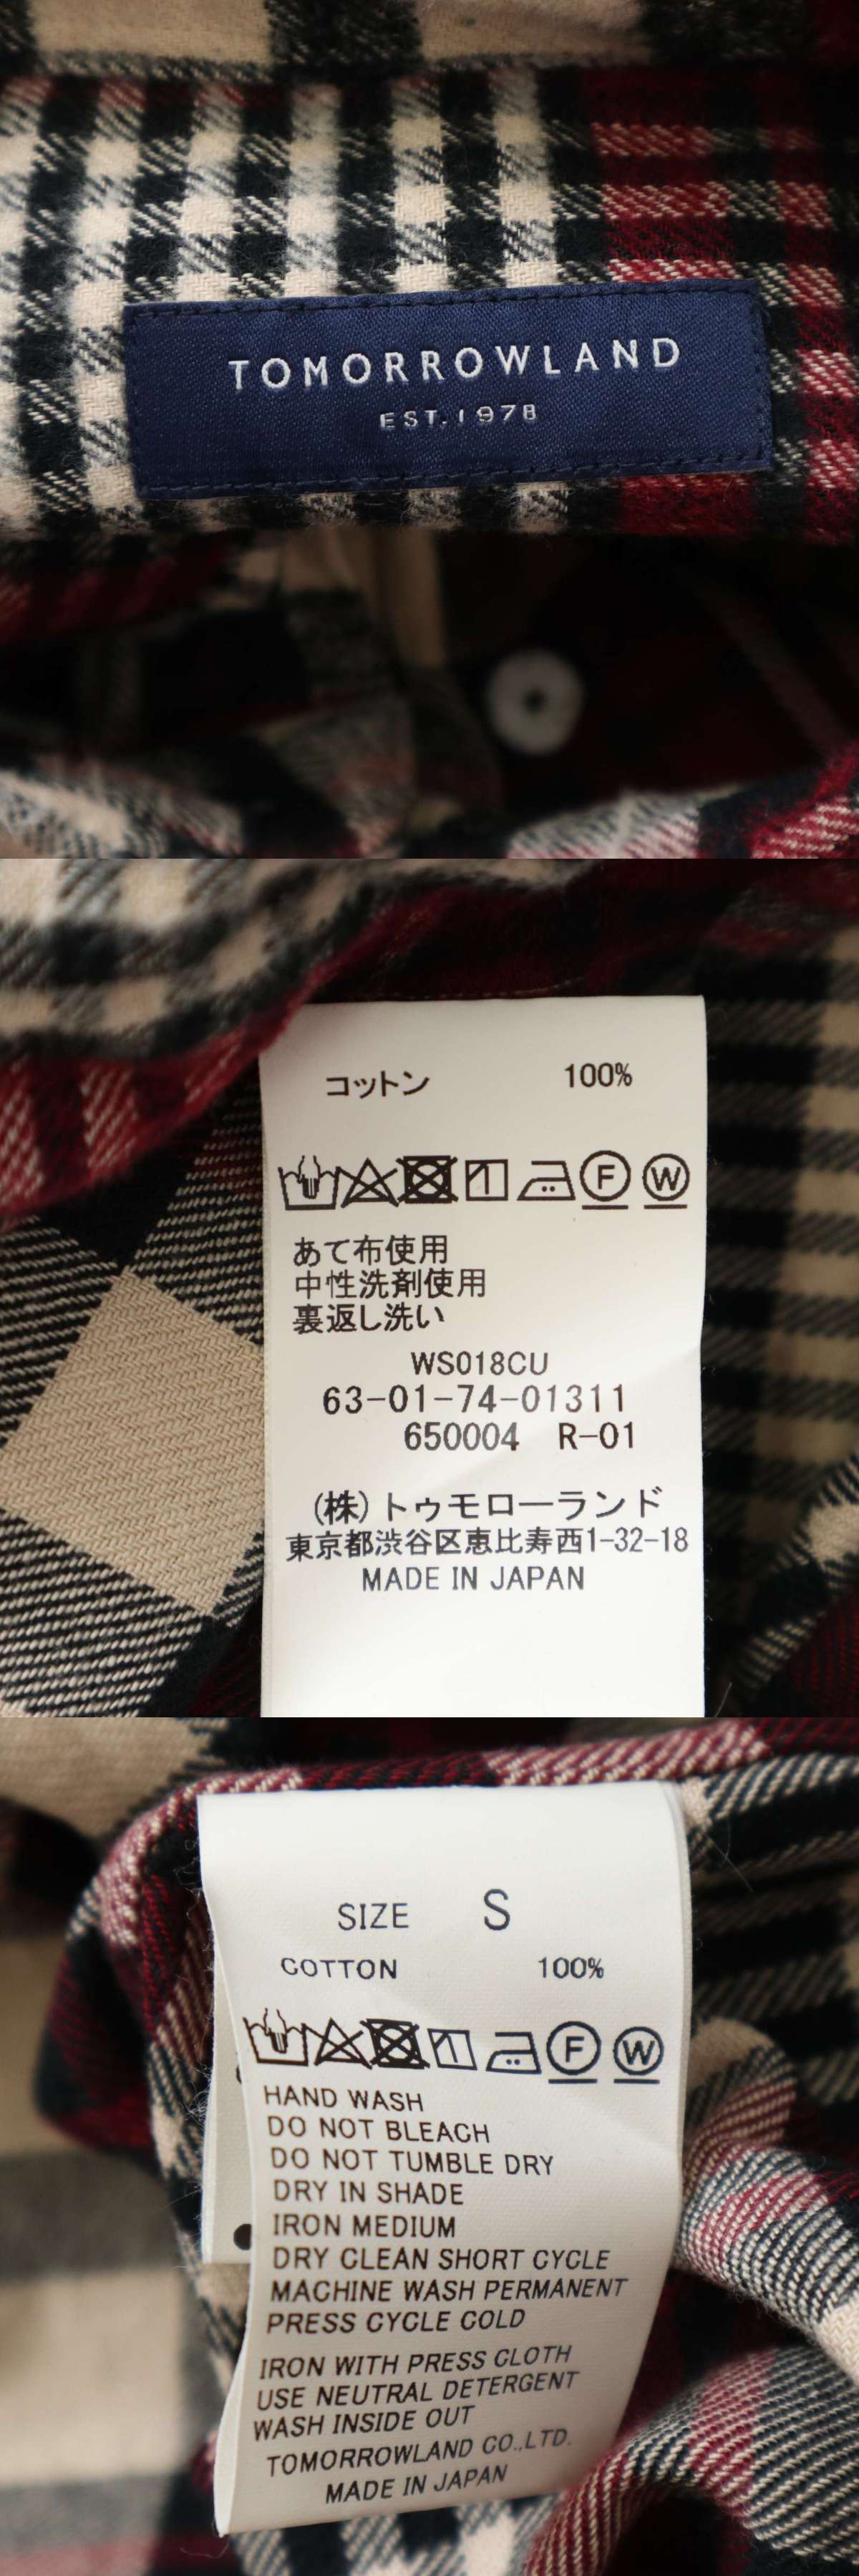 TOMORROWLAND
EST.1978
コットン 100%
F W
あて布使用
中性洗剤使用
裏返し洗い
WS018CU
63-01-74-01311
650004 R-01
(株)トゥモローランド
東京都渋谷区恵比寿西1-32-18
MADE IN JAPAN
SIZE S
COTTON 100%
F W
HAND WASH
DO NOT BLEACH
DO NOT TUMBLE DRY
DRY IN SHADE
IRON MEDIUM
DRY CLEAN SHORT CYCLE
MACHINE WASH PERMANENT
PRESS CYCLE COLD
IRON WITH PRESS CLOTH
USE NEUTRAL DETERGENT
WASH INSIDE OUT
TOMORROWLAND CO.,LTD.
MADE IN JAPAN